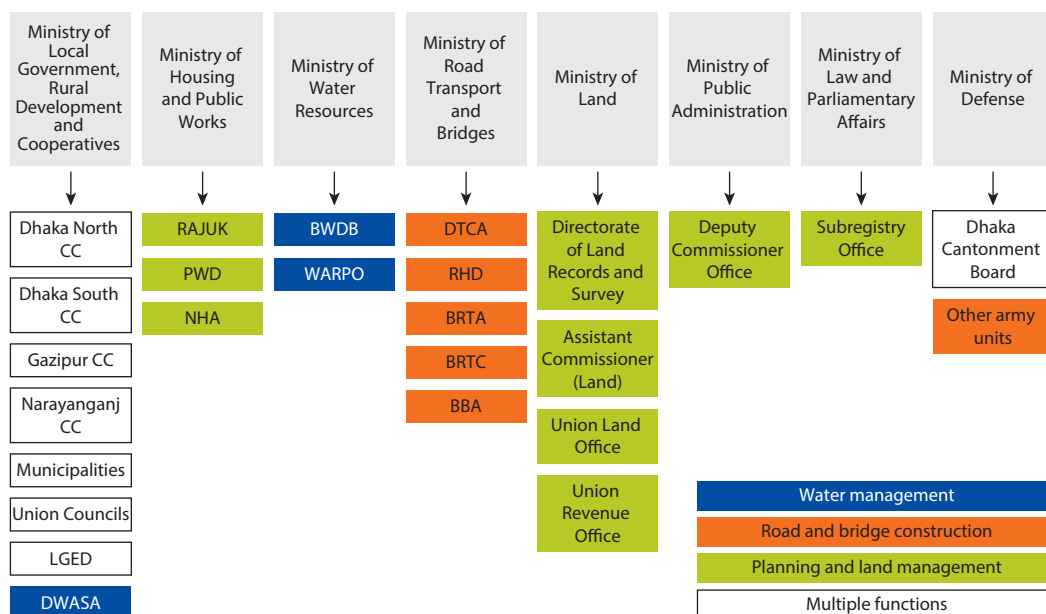 Ministry of
Local
Government,
Rural
Development
and
Cooperatives
Ministry of
Housing
and Public
Works
Ministry of
Water
Resources
Ministry of
Road
Transport
and
Bridges
Ministry of
Land
Ministry of
Public
Administration
Ministry of
Law and
Parliamentary
Affairs
Ministry of
Defense
Dhaka North
CC
Dhaka South
CC
Gazipur CC
Narayanganj
CC
Municipalities
Union Councils
LGED
DWASA
RAJUK
PWD
NHA
BWDB
WARPO
DTCA
RHD
BRTA
BRTC
BBA
Directorate
of Land
Records and
Survey
Assistant
Commissioner
(Land)
Union Land
Office
Union
Revenue
Office
Deputy
Commissioner
Office
Subregistry
Office
Dhaka
Cantonment
Board
Other army
units
Water management
Road and bridge construction
Planning and land management
Multiple functions